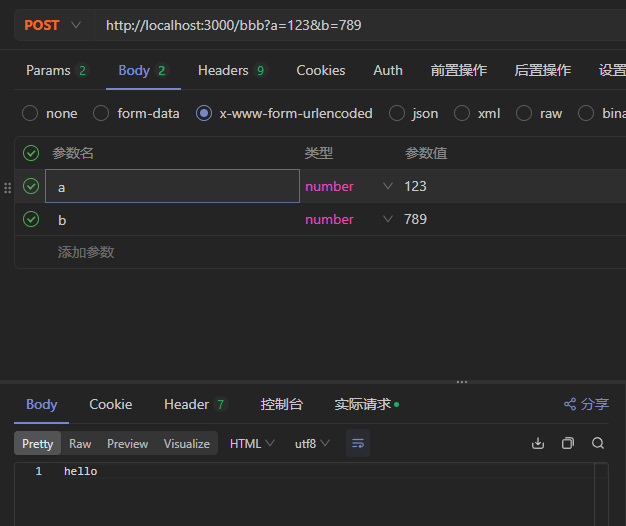 POST http://localhost:3000/bbb?a=123&b=789
Params 2 Body 2 Headers 9 Cookies Auth 前置操作 后置操作 设置
none form-data x-www-form-urlencoded json xml raw bina
参数名 类型 参数值
a number 123
b number 789
添加参数
Body Cookie Header 7 控制台 实际请求 分享
Pretty Raw Preview Visualize HTML utf8
1 hello